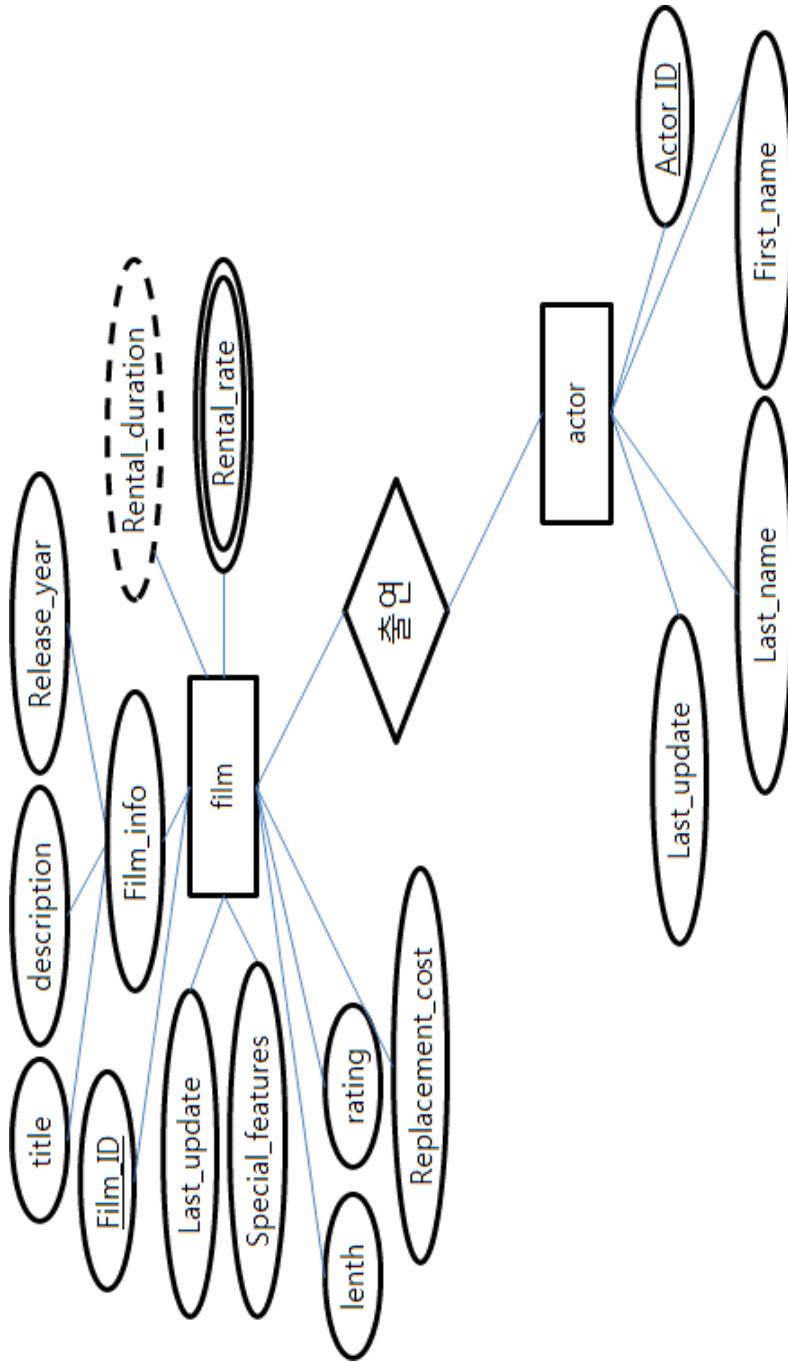 title
description
Release_year
Film_ID
Film_info
Rental_duration
Last_update
film
Rental_rate
Special_features
lenth
rating
Replacement_cost
출연
actor
Actor_ID
Last_update
Last_name
First_name